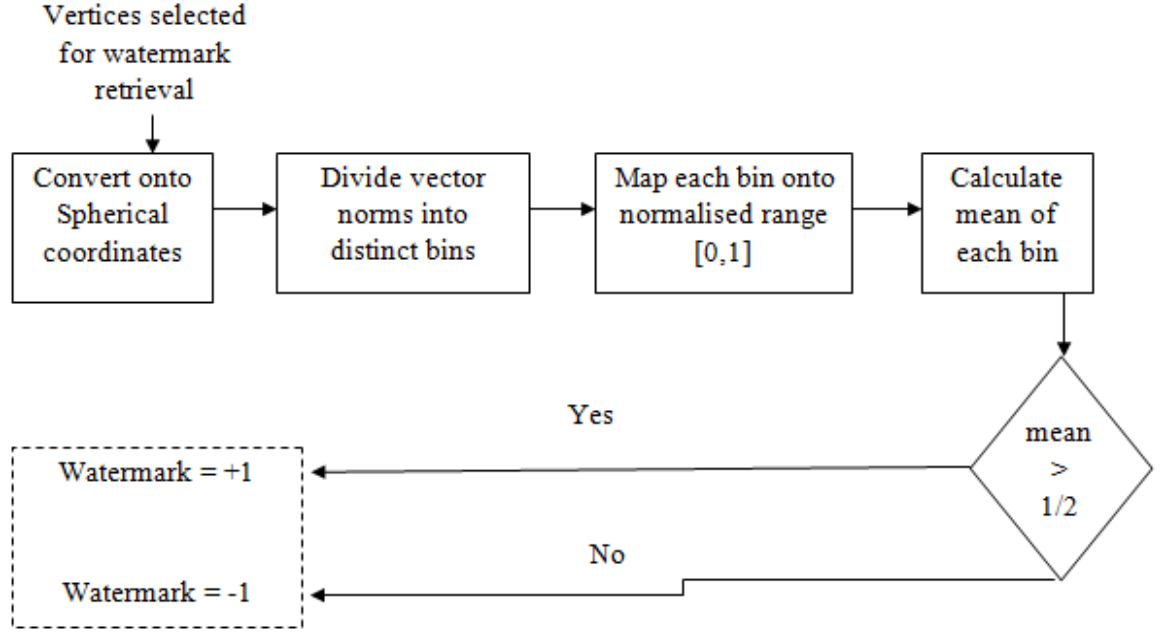 Vertices selected
for watermark
retrieval
Convert onto
Spherical
coordinates
Divide vector
norms into
distinct bins
Map each bin onto
normalised range
[0,1]
Calculate
mean of
each bin
mean
>
1/2
Yes
Watermark = +1
No
Watermark = -1